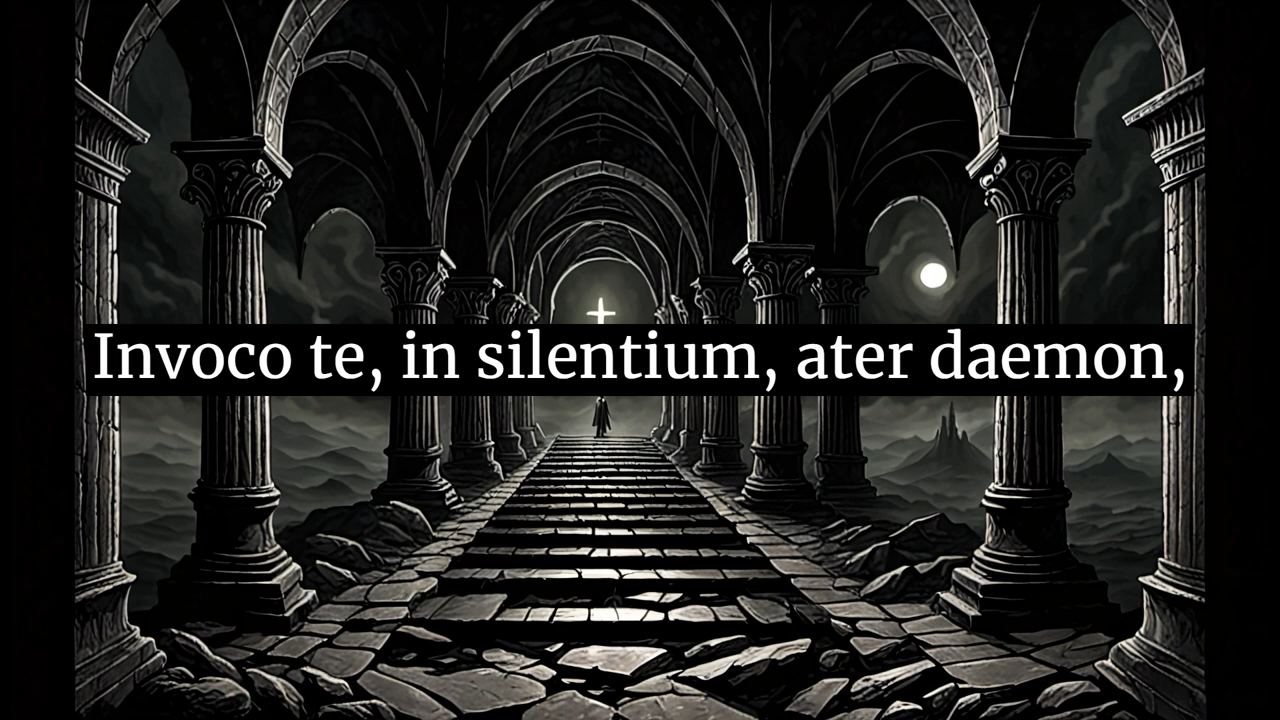 Invoco te, in silentium, ater daemon,